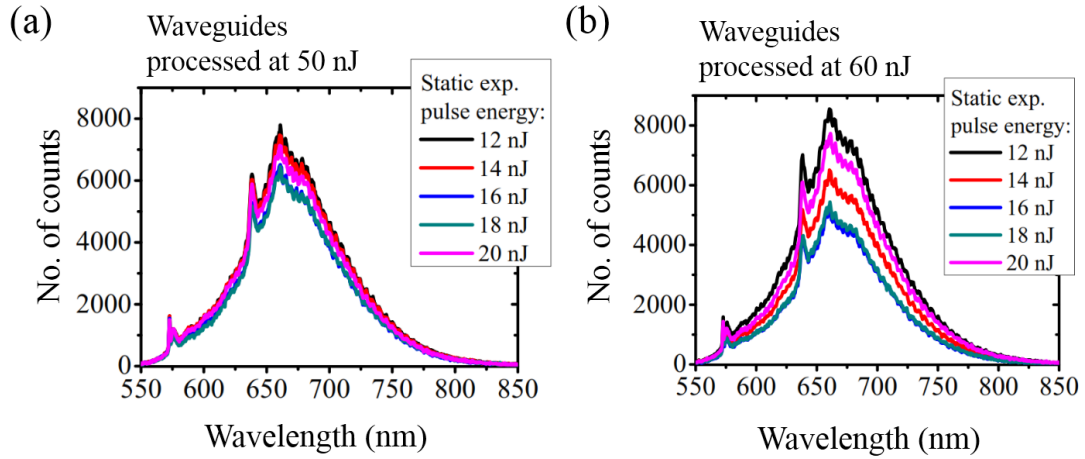 (a)
Waveguides
processed at 50 nJ
Static exp.
pulse energy:
12 nJ
14 nJ
16 nJ
18 nJ
20 nJ
No. of counts
8000
6000
4000
2000
0
550 600 650 700 750 800 850
Wavelength (nm)
(b)
Waveguides
processed at 60 nJ
Static exp.
pulse energy:
12 nJ
14 nJ
16 nJ
18 nJ
20 nJ
No. of counts
8000
6000
4000
2000
0
550 600 650 700 750 800 850
Wavelength (nm)